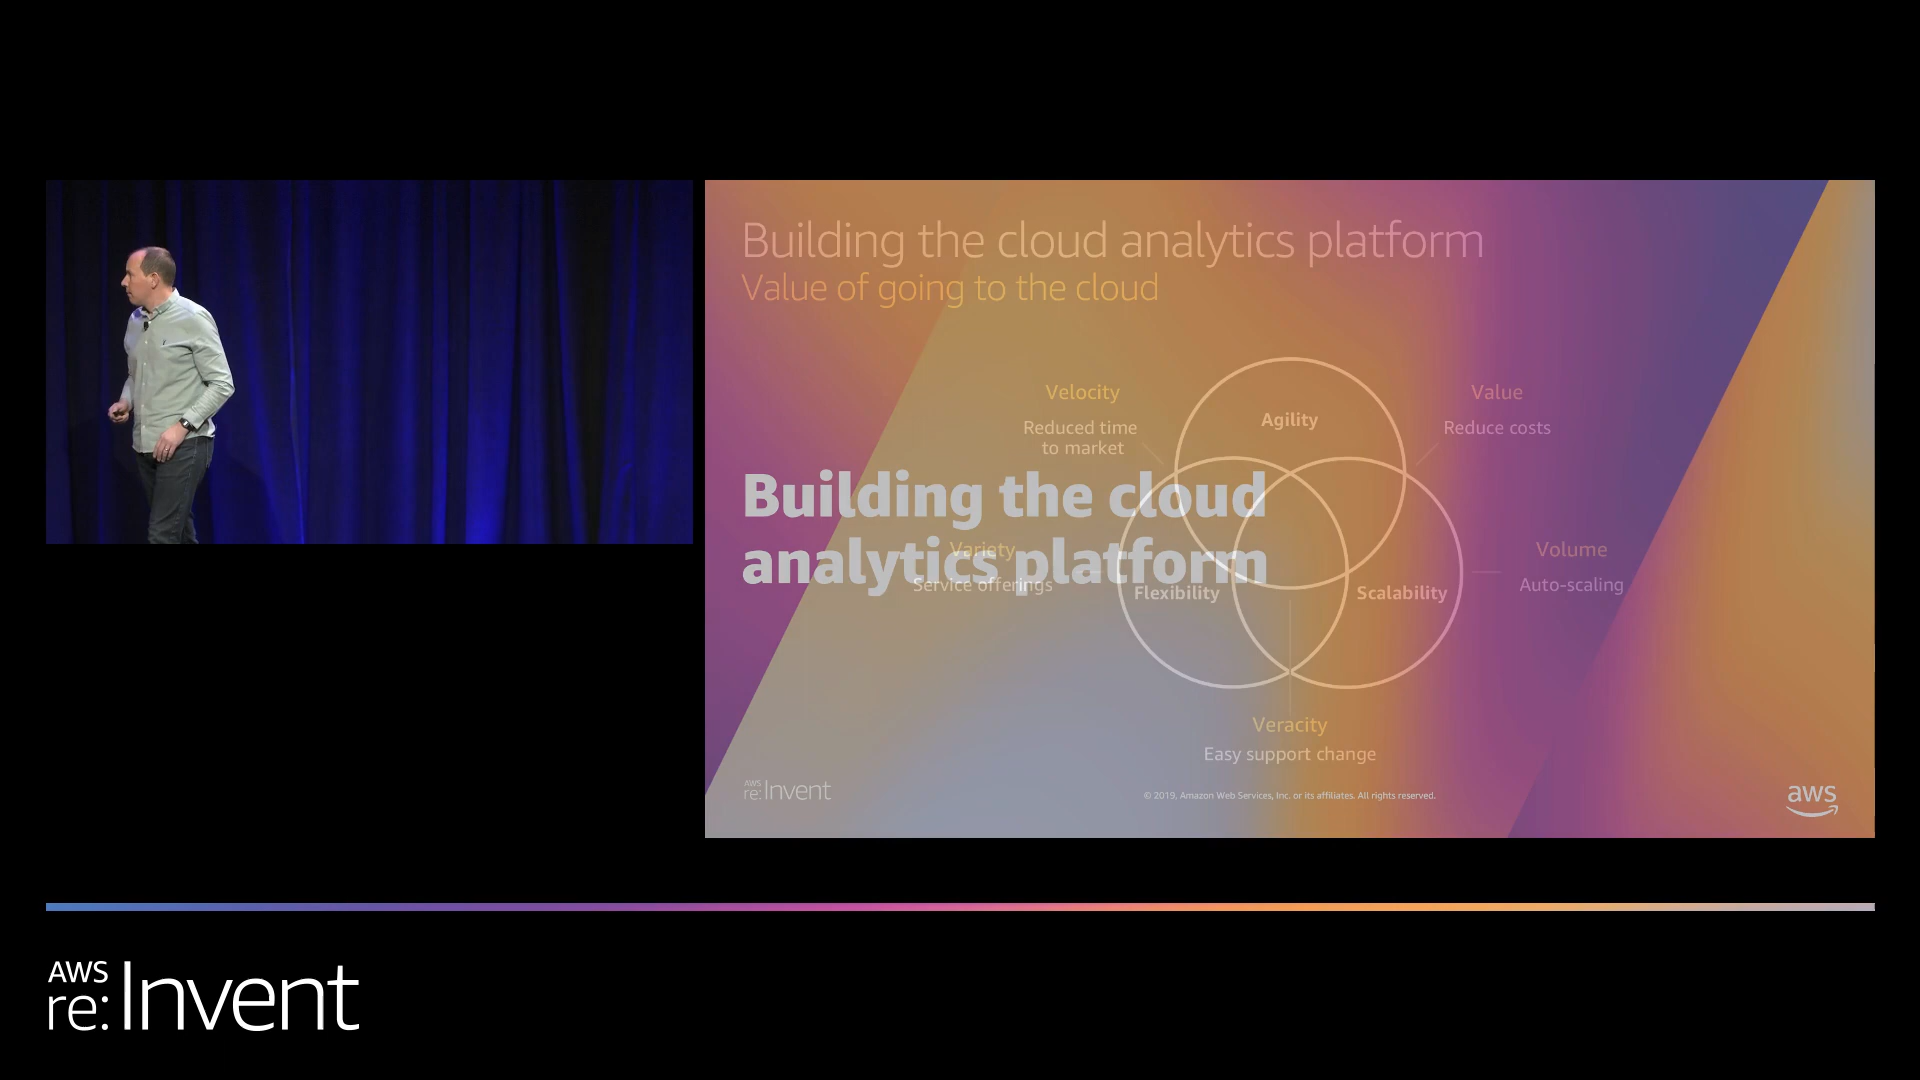 Building the cloud analytics platform
Value of going to the cloud
Velocity
Reduced time
to market
Agility
Value
Reduce costs
Building the cloud
analytics platform
Variety
Service offerings
Flexibility
Scalability
Volume
Auto-scaling
Veracity
Easy support change
AWS
re:Invent
© 2019, Amazon Web Services, Inc. or its affiliates. All rights reserved.
aws
AWS
re:Invent